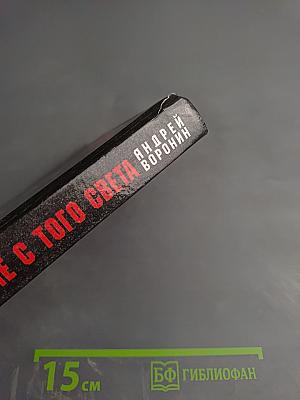 АНДРЕЙ
ВОРОНИН
С ТОГО СВЕТА
15 см
БФ ГИБЛИОФАН